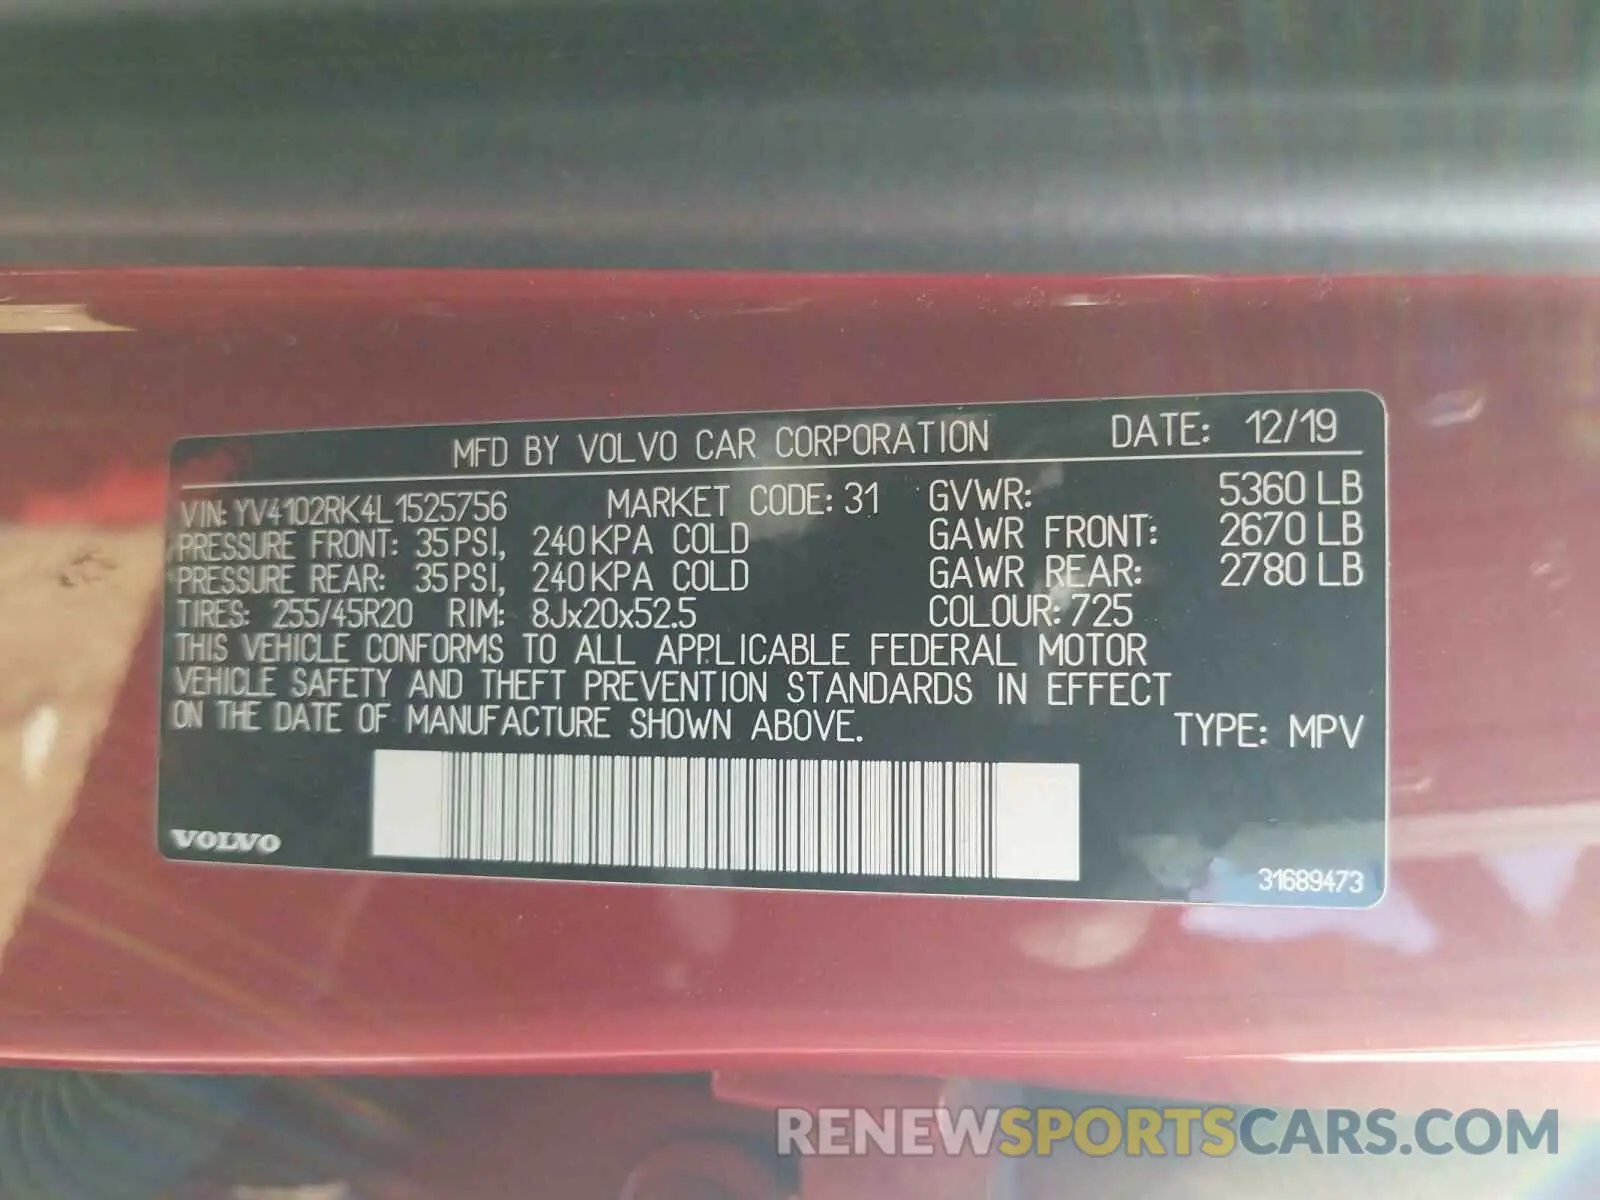 MFD BY VOLVO CAR CORPORATION DATE: 12/19
VIN: YV4102RK4L1525756 MARKET CODE: 31 GVWR: 5360 LB
PRESSURE FRONT: 35 PSI, 240 KPA COLD GAWR FRONT: 2670 LB
PRESSURE REAR: 35 PSI, 240 KPA COLD GAWR REAR: 2780 LB
TIRES: 255/45R20 RIM: 8Jx20x52.5 COLOUR: 725
THIS VEHICLE CONFORMS TO ALL APPLICABLE FEDERAL MOTOR
VEHICLE SAFETY AND THEFT PREVENTION STANDARDS IN EFFECT
ON THE DATE OF MANUFACTURE SHOWN ABOVE. TYPE: MPV
VOLVO
31689473
RENEWSPORTSCARS.COM